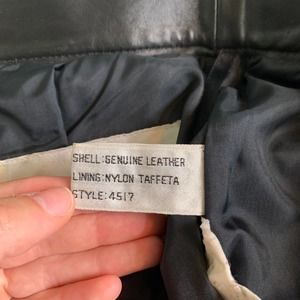 SHELL:GENUINE LEATHER
LINING:NYLON TAFFETA
STYLE:4517